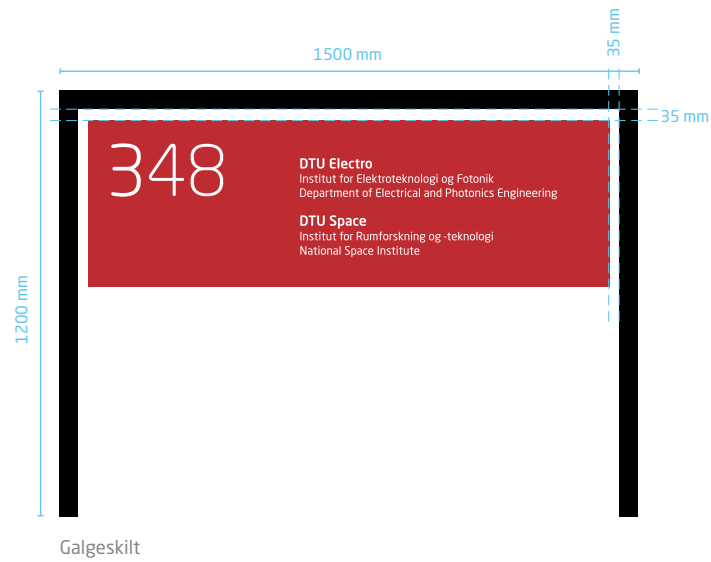 35 mm
1500 mm
35 mm
348
DTU Electro
Institut for Elektroteknologi og Fotonik
Department of Electrical and Photonics Engineering
DTU Space
Institut for Rumforskning og -teknologi
National Space Institute
1200 mm
Galgeskilt